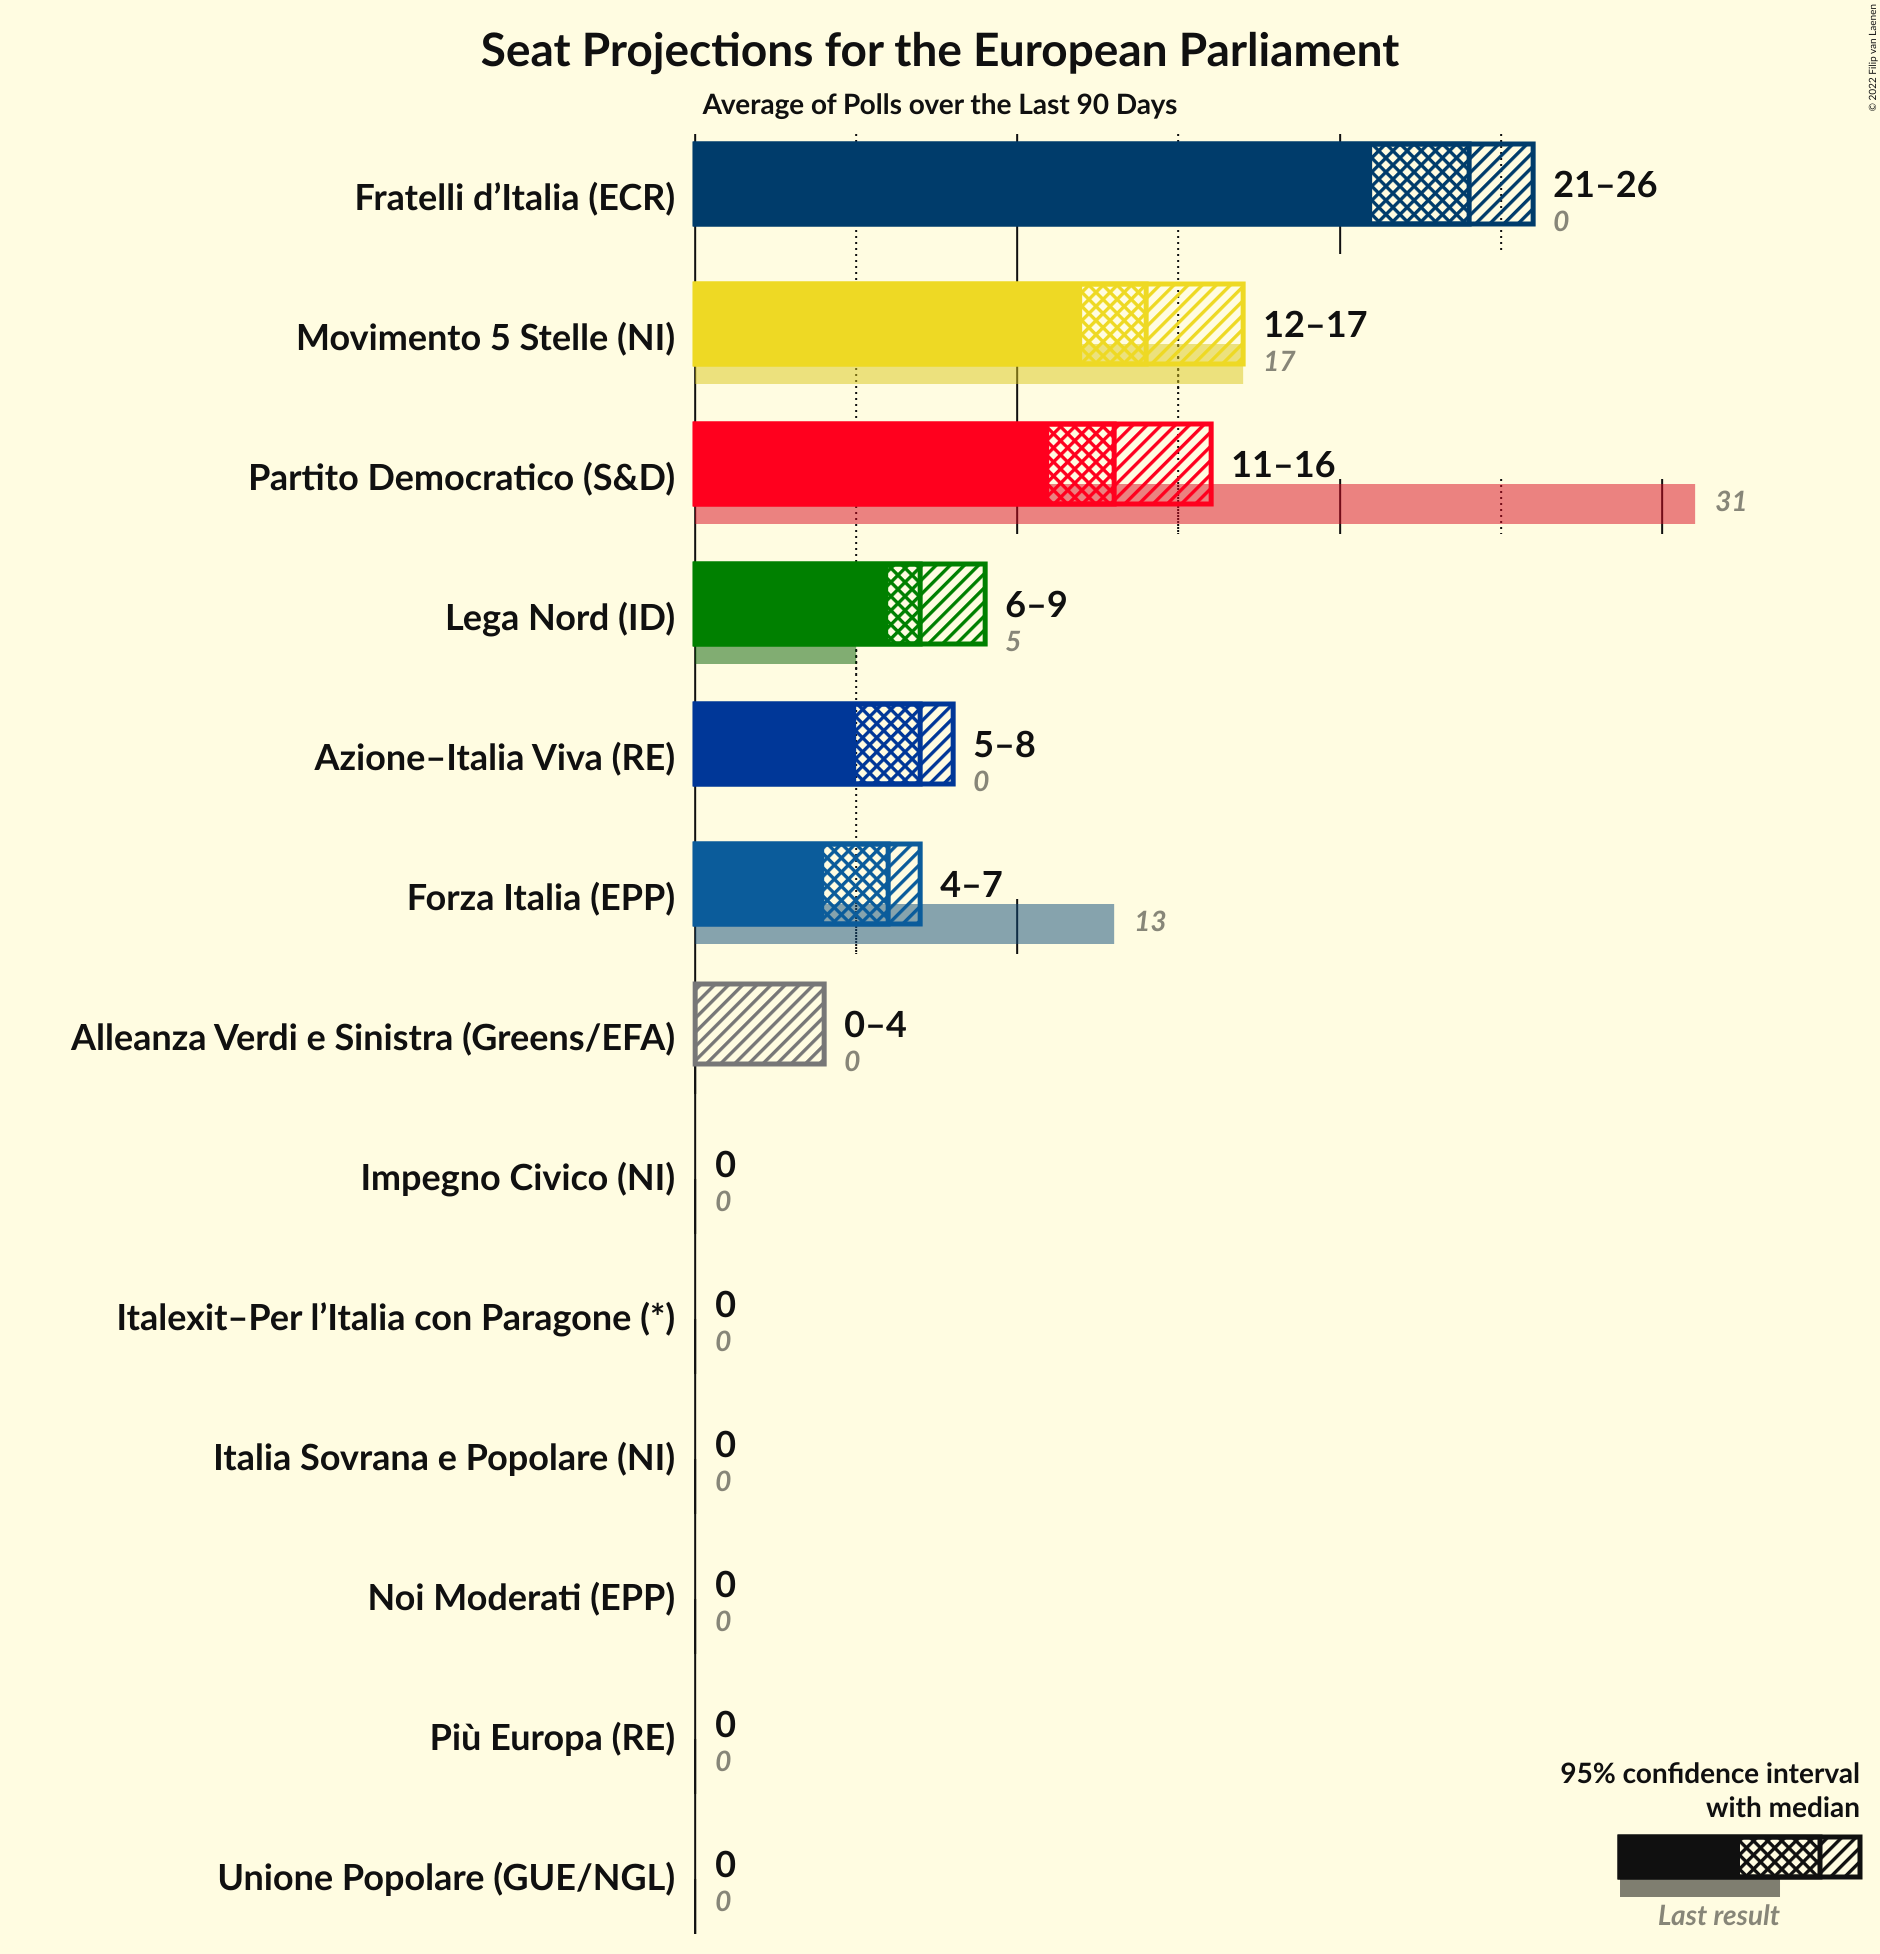 © 2022 Filip van Laenen
Seat Projections for the European Parliament
Average of Polls over the Last 90 Days
Fratelli d’Italia (ECR)
21–26
0
Movimento 5 Stelle (NI)
12–17
17
Partito Democratico (S&D)
11–16
31
Lega Nord (ID)
6–9
5
Azione–Italia Viva (RE)
5–8
0
Forza Italia (EPP)
4–7
13
Alleanza Verdi e Sinistra (Greens/EFA)
0–4
0
Impegno Civico (NI)
0
0
Italexit–Per l’Italia con Paragone (*)
0
0
Italia Sovrana e Popolare (NI)
0
0
Noi Moderati (EPP)
0
0
Più Europa (RE)
0
0
Unione Popolare (GUE/NGL)
0
0
95% confidence interval
with median
Last result